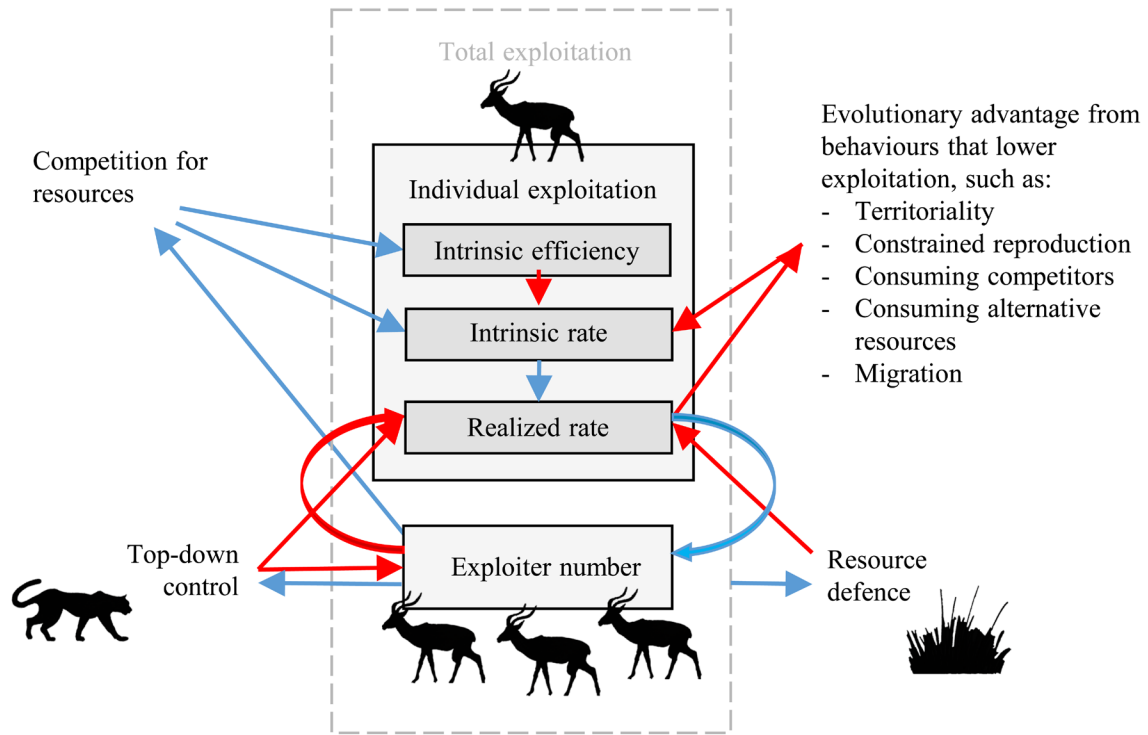 Total exploitation
Competition for
resources
Individual exploitation
Intrinsic efficiency
Intrinsic rate
Realized rate
Evolutionary advantage from
behaviours that lower
exploitation, such as:
- Territoriality
- Constrained reproduction
- Consuming competitors
- Consuming alternative
resources
- Migration
Top-down
control
Exploiter number
Resource
defence